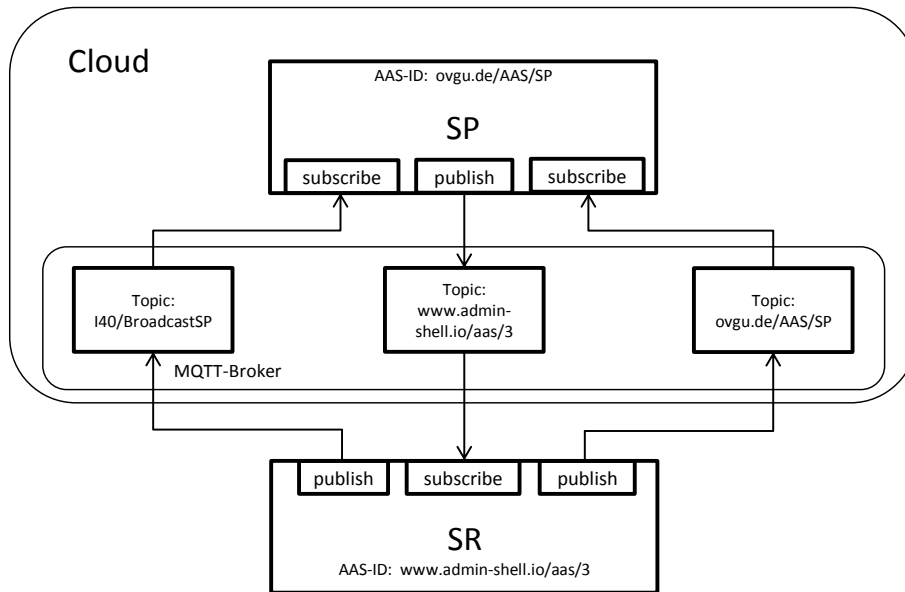 Cloud
AAS-ID: ovgu.de/AAS/SP
SP
subscribe
publish
subscribe
Topic:
I40/BroadcastSP
Topic:
www.admin-
shell.io/aas/3
Topic:
ovgu.de/AAS/SP
MQTT-Broker
publish
subscribe
publish
SR
AAS-ID: www.admin-shell.io/aas/3